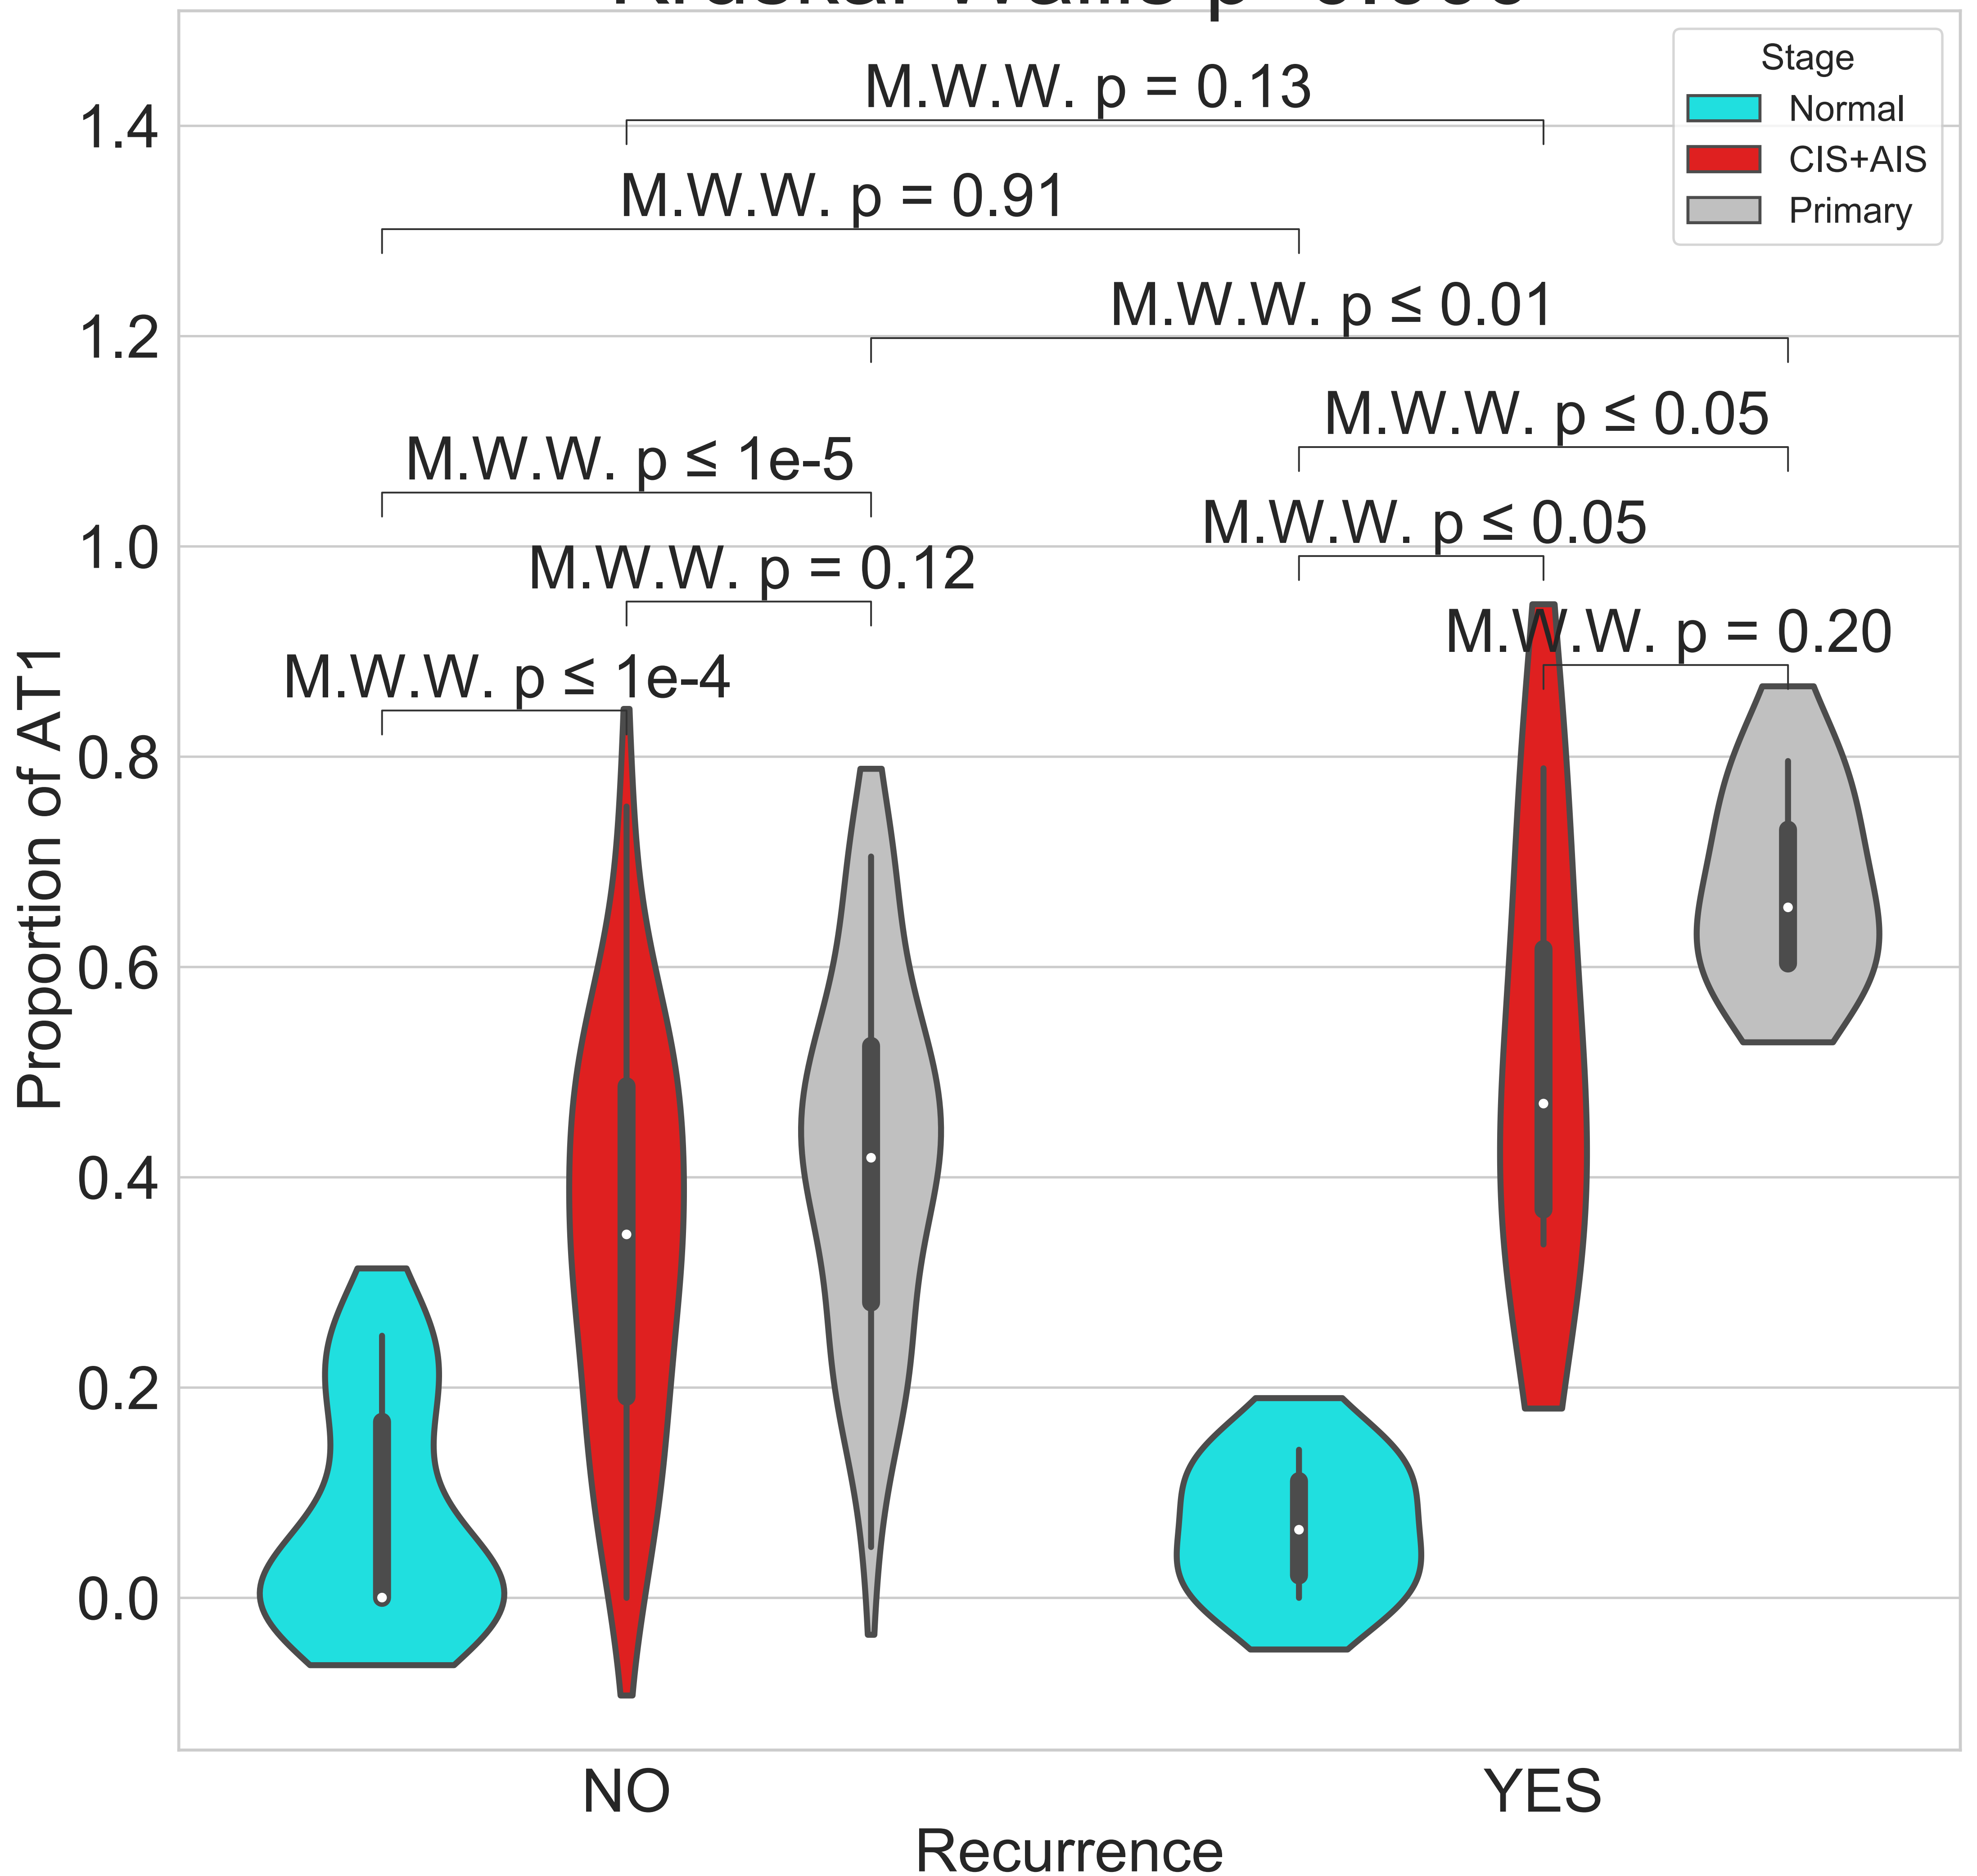 Stage
Normal
CIS+AIS
Primary
M.W.W. p = 0.13
M.W.W. p = 0.91
M.W.W. p ≤ 0.01
M.W.W. p ≤ 0.05
M.W.W. p ≤ 1e-5
M.W.W. p ≤ 0.05
M.W.W. p = 0.12
M.W.W. p = 0.20
M.W.W. p ≤ 1e-4
1.4
1.2
1.0
0.8
0.6
0.4
0.2
0.0
Proportion of AT1
NO
YES
Recurrence